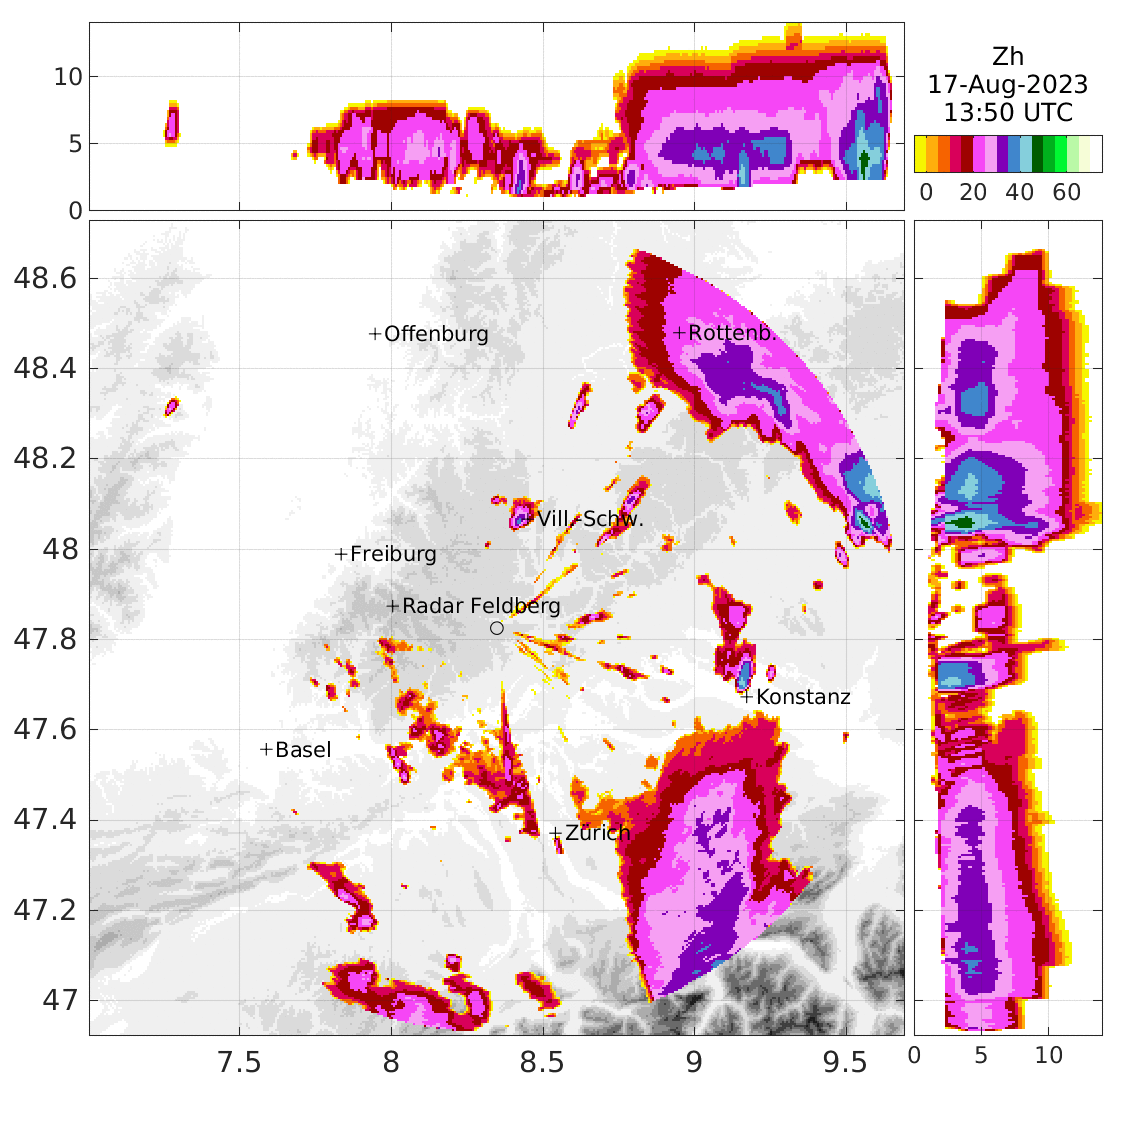 10
5
0
Zh
17-Aug-2023
13:50 UTC
0 20 40 60
48.6
48.4
48.2
48
47.8
47.6
47.4
47.2
47
+Offenburg
+Rottenb.
+Vill.-Schw.
+Freiburg
+Radar Feldberg
+Konstanz
+Basel
+Zürich
7.5 8 8.5 9 9.5
0 5 10